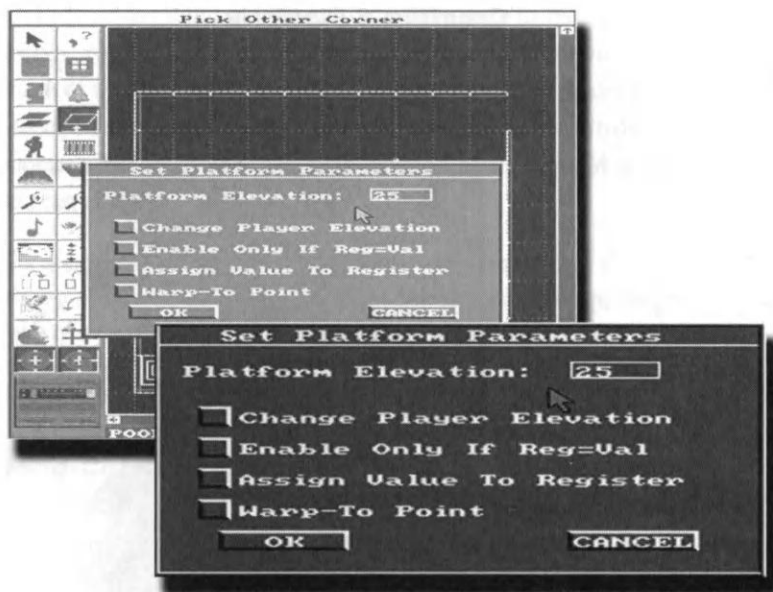 Pick Other Corner
Set Platform Parameters
Platform Elevation: 25
Change Player Elevation
Enable Only If Reg=Val
Assign Value To Register
Warp-To Point
OK CANCEL
Set Platform Parameters
Platform Elevation: 25
Change Player Elevation
Enable Only If Reg=Val
Assign Value To Register
Warp-To Point
OK CANCEL